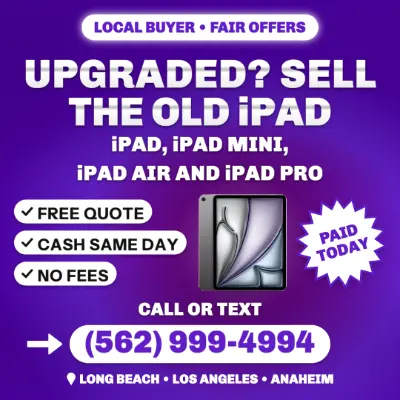 LOCAL BUYER • FAIR OFFERS
UPGRADED? SELL
THE OLD iPAD
iPAD, iPAD MINI,
iPAD AIR AND iPAD PRO
FREE QUOTE
CASH SAME DAY
NO FEES
PAID
TODAY
CALL OR TEXT
(562) 999-4994
LONG BEACH • LOS ANGELES • ANAHEIM